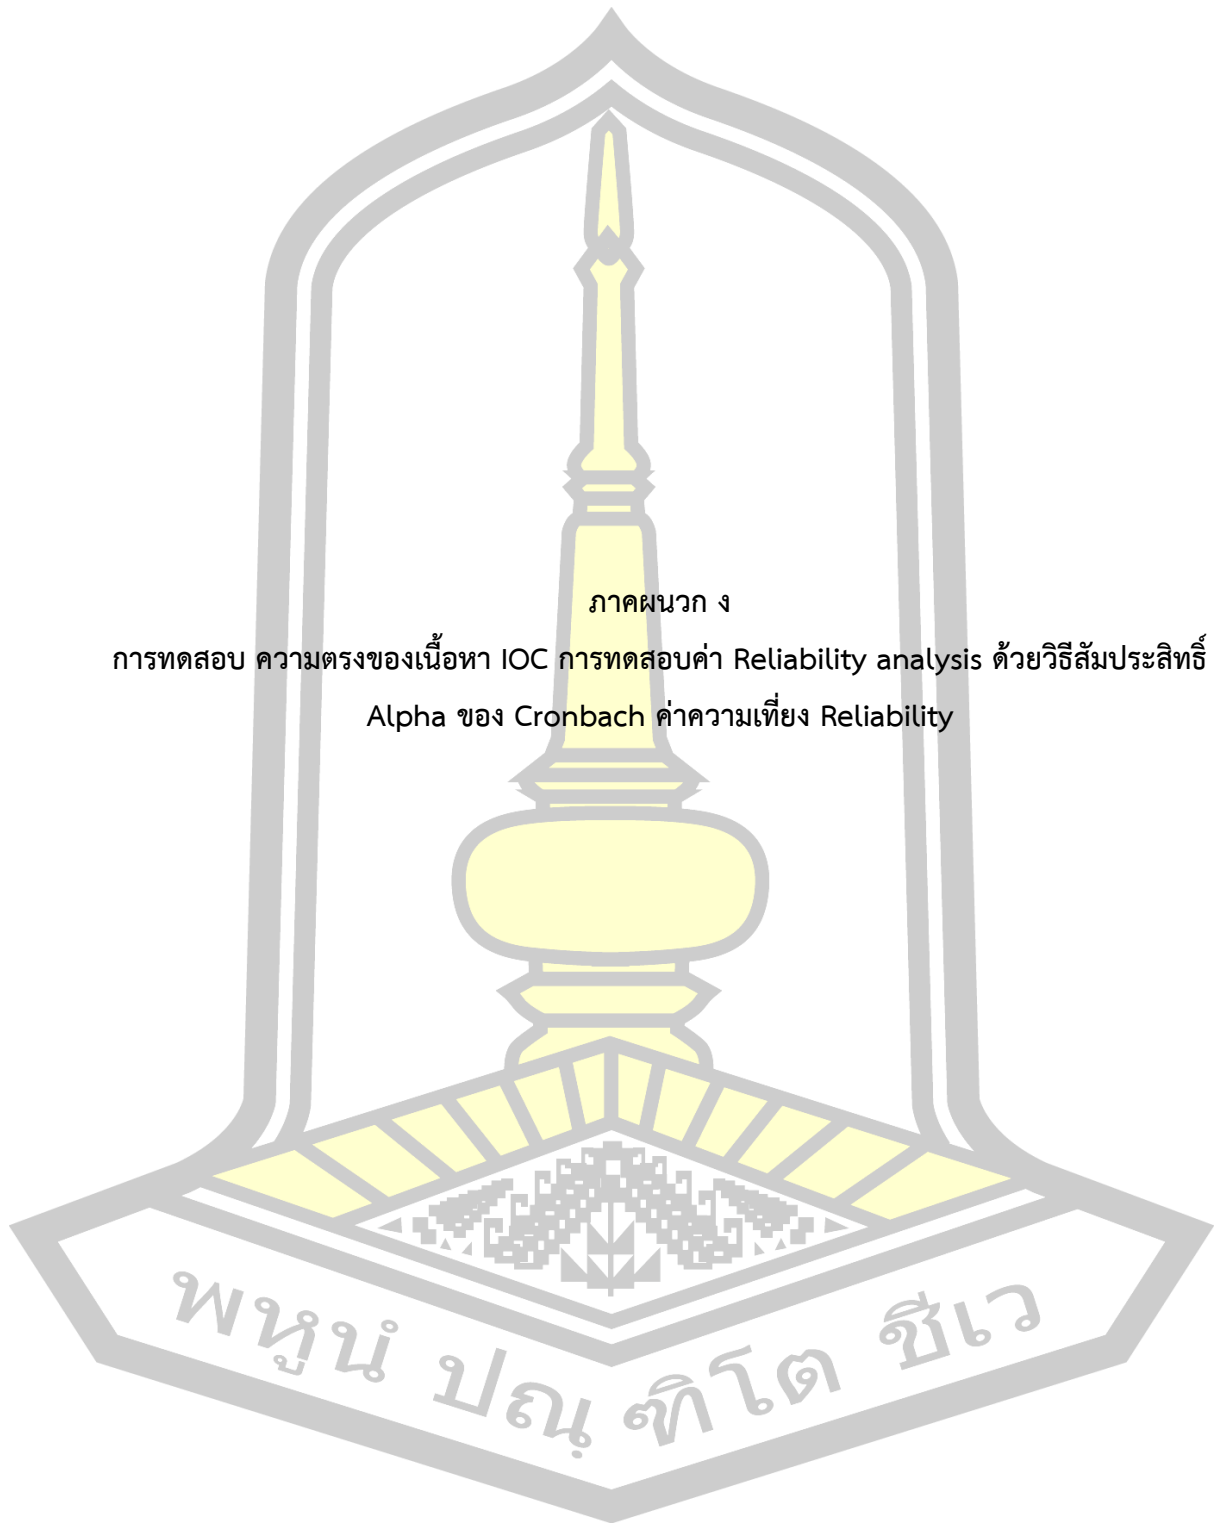 ภาคผนวก ง
การทดสอบ ความตรงของเนื้อหา IOC การทดสอบค่า Reliability analysis ด้วยวิธีสัมประสิทธิ์
Alpha ของ Cronbach ค่าความเที่ยง Reliability
พหูนํ ปณฺ ฑิโต ชีเว